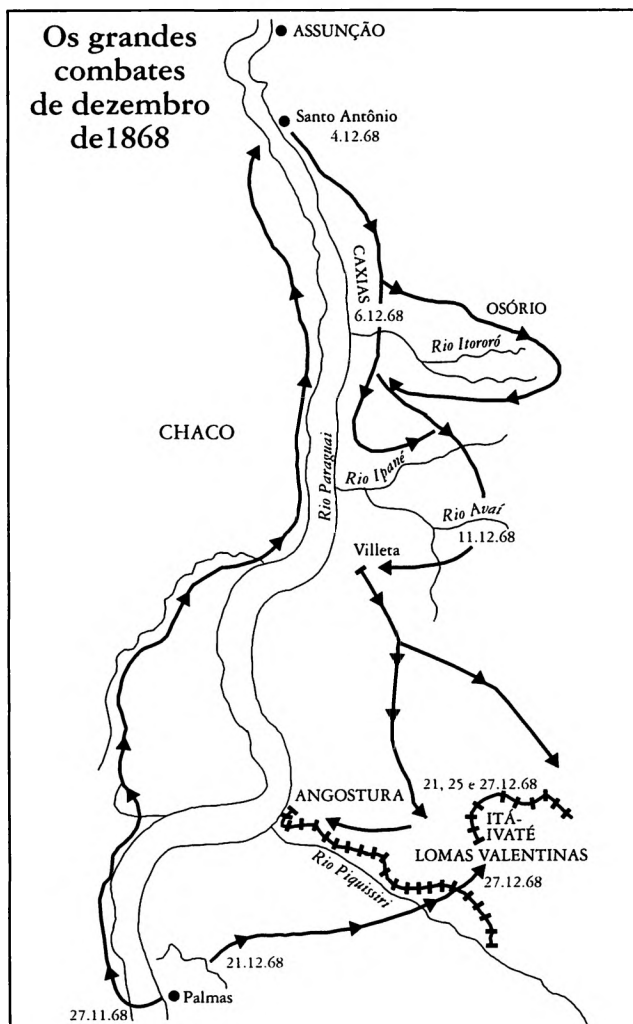 Os grandes
combates
de dezembro
de1868
ASSUNÇÃO
Santo Antônio
4.12.68
CAXIAS
6.12.68
OSÓRIO
Rio Itororó
CHACO
Rio Paraguai
Rio Ipané
Rio Avaí
11.12.68
Villeta
21, 25 e 27.12.68
ANGOSTURA
ITÁ-
IVATÉ
LOMAS VALENTINAS
27.12.68
Rio Piquissiri
21.12.68
Palmas
27.11.68